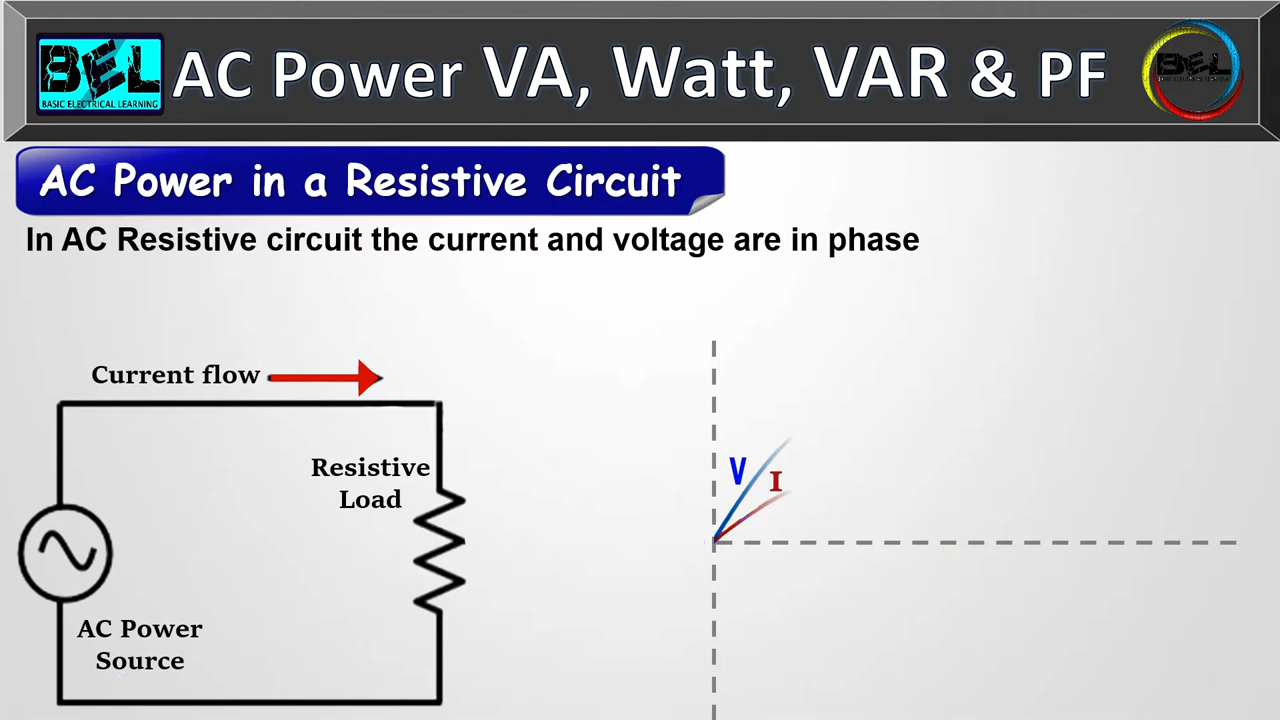 BEL
BASIC ELECTRICAL LEARNING
AC Power VA, Watt, VAR & PF
BEL
AC Power in a Resistive Circuit
In AC Resistive circuit the current and voltage are in phase
Current flow
Resistive
Load
AC Power
Source
V
I